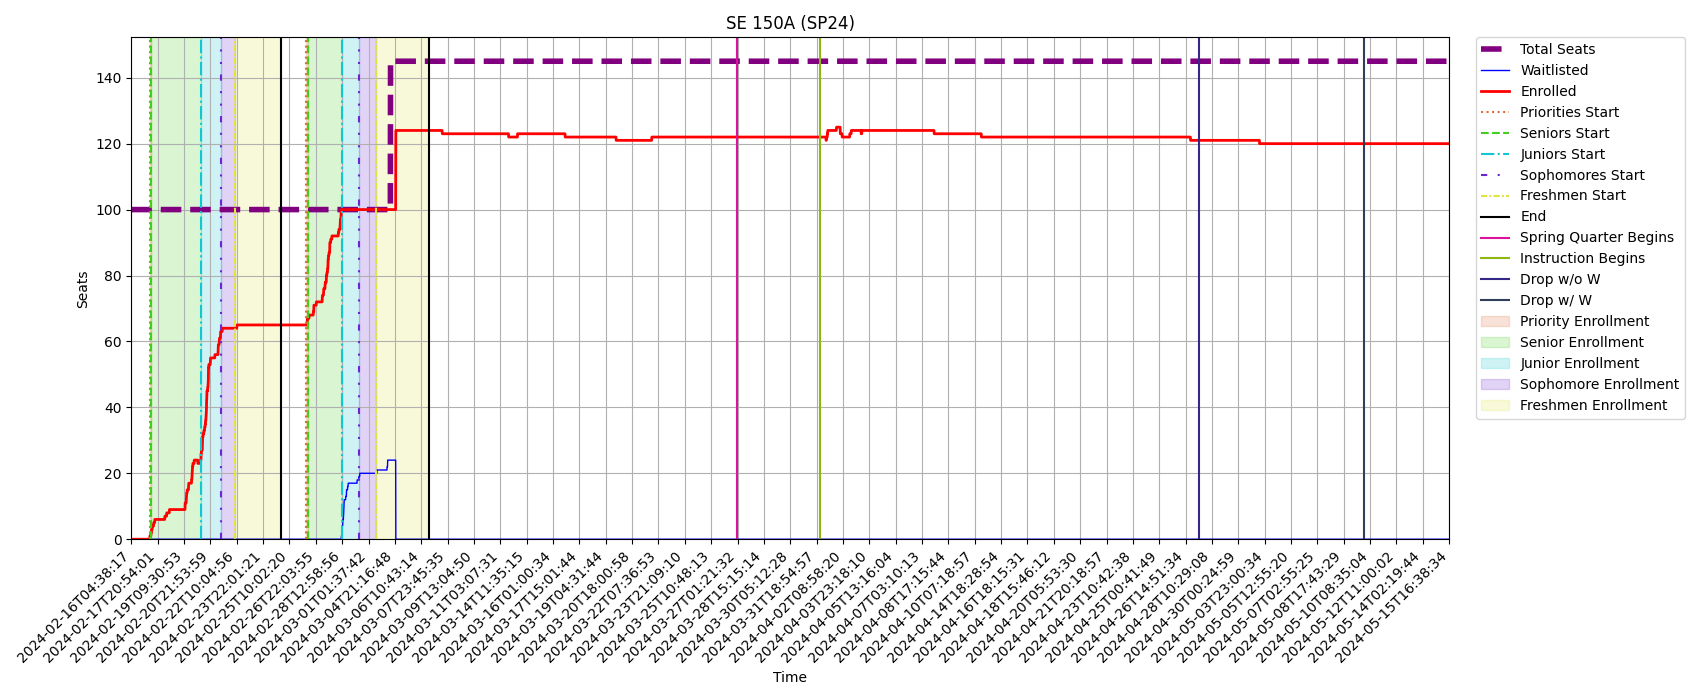 SE 150A (SP24)
Seats
140
120
100
80
60
40
20
0
2024-02-16T04:38:17
2024-02-17T20:54:01
2024-02-19T09:30:53
2024-02-20T21:53:59
2024-02-22T10:04:56
2024-02-23T22:01:21
2024-02-25T10:02:20
2024-02-26T22:03:55
2024-02-28T12:58:56
2024-03-01T01:37:42
2024-03-04T21:16:48
2024-03-06T10:43:14
2024-03-07T23:45:35
2024-03-09T13:04:50
2024-03-11T03:07:31
2024-03-14T11:35:15
2024-03-16T01:00:34
2024-03-17T15:01:44
2024-03-19T04:31:44
2024-03-20T18:00:58
2024-03-22T07:36:53
2024-03-23T21:09:16
2024-03-25T10:48:13
2024-03-27T01:21:32
2024-03-28T15:15:14
2024-03-30T05:12:28
2024-03-31T18:54:57
2024-04-02T08:58:20
2024-04-03T23:18:10
2024-04-05T13:16:04
2024-04-07T03:10:13
2024-04-08T17:15:44
2024-04-10T07:18:57
2024-04-14T18:28:54
2024-04-16T18:15:31
2024-04-18T15:46:12
2024-04-20T05:53:30
2024-04-21T20:18:57
2024-04-23T10:42:38
2024-04-25T00:41:49
2024-04-26T14:51:34
2024-04-28T10:29:08
2024-04-30T00:24:59
2024-05-03T23:00:34
2024-05-05T12:55:20
2024-05-07T02:55:25
2024-05-08T17:43:29
2024-05-10T08:35:04
2024-05-12T11:00:02
2024-05-14T02:19:44
2024-05-15T16:38:34
Time
Total Seats
Waitlisted
Enrolled
Priorities Start
Seniors Start
Juniors Start
Sophomores Start
Freshmen Start
End
Spring Quarter Begins
Instruction Begins
Drop w/o W
Drop w/ W
Priority Enrollment
Senior Enrollment
Junior Enrollment
Sophomore Enrollment
Freshmen Enrollment